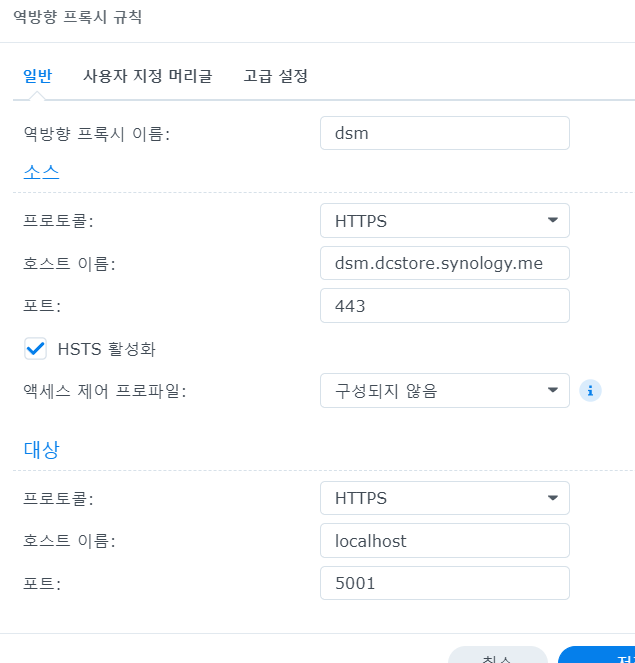 역방향 프록시 규칙
일반 사용자 지정 머리글 고급 설정
역방향 프록시 이름: dsm
소스
프로토콜: HTTPS
호스트 이름: dsm.dcstore.synology.me
포트: 443
HSTS 활성화
액세스 제어 프로파일: 구성되지 않음
대상
프로토콜: HTTPS
호스트 이름: localhost
포트: 5001